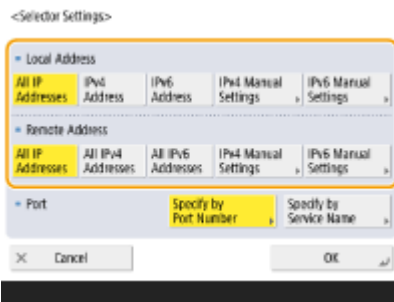 <Selector Settings>
Local Address
All IP Addresses
IPv4 Address
IPv6 Address
IPv4 Manual Settings
IPv6 Manual Settings
Remote Address
All IP Addresses
All IPv4 Addresses
All IPv6 Addresses
IPv4 Manual Settings
IPv6 Manual Settings
Port
Specify by Port Number
Specify by Service Name
Cancel
OK